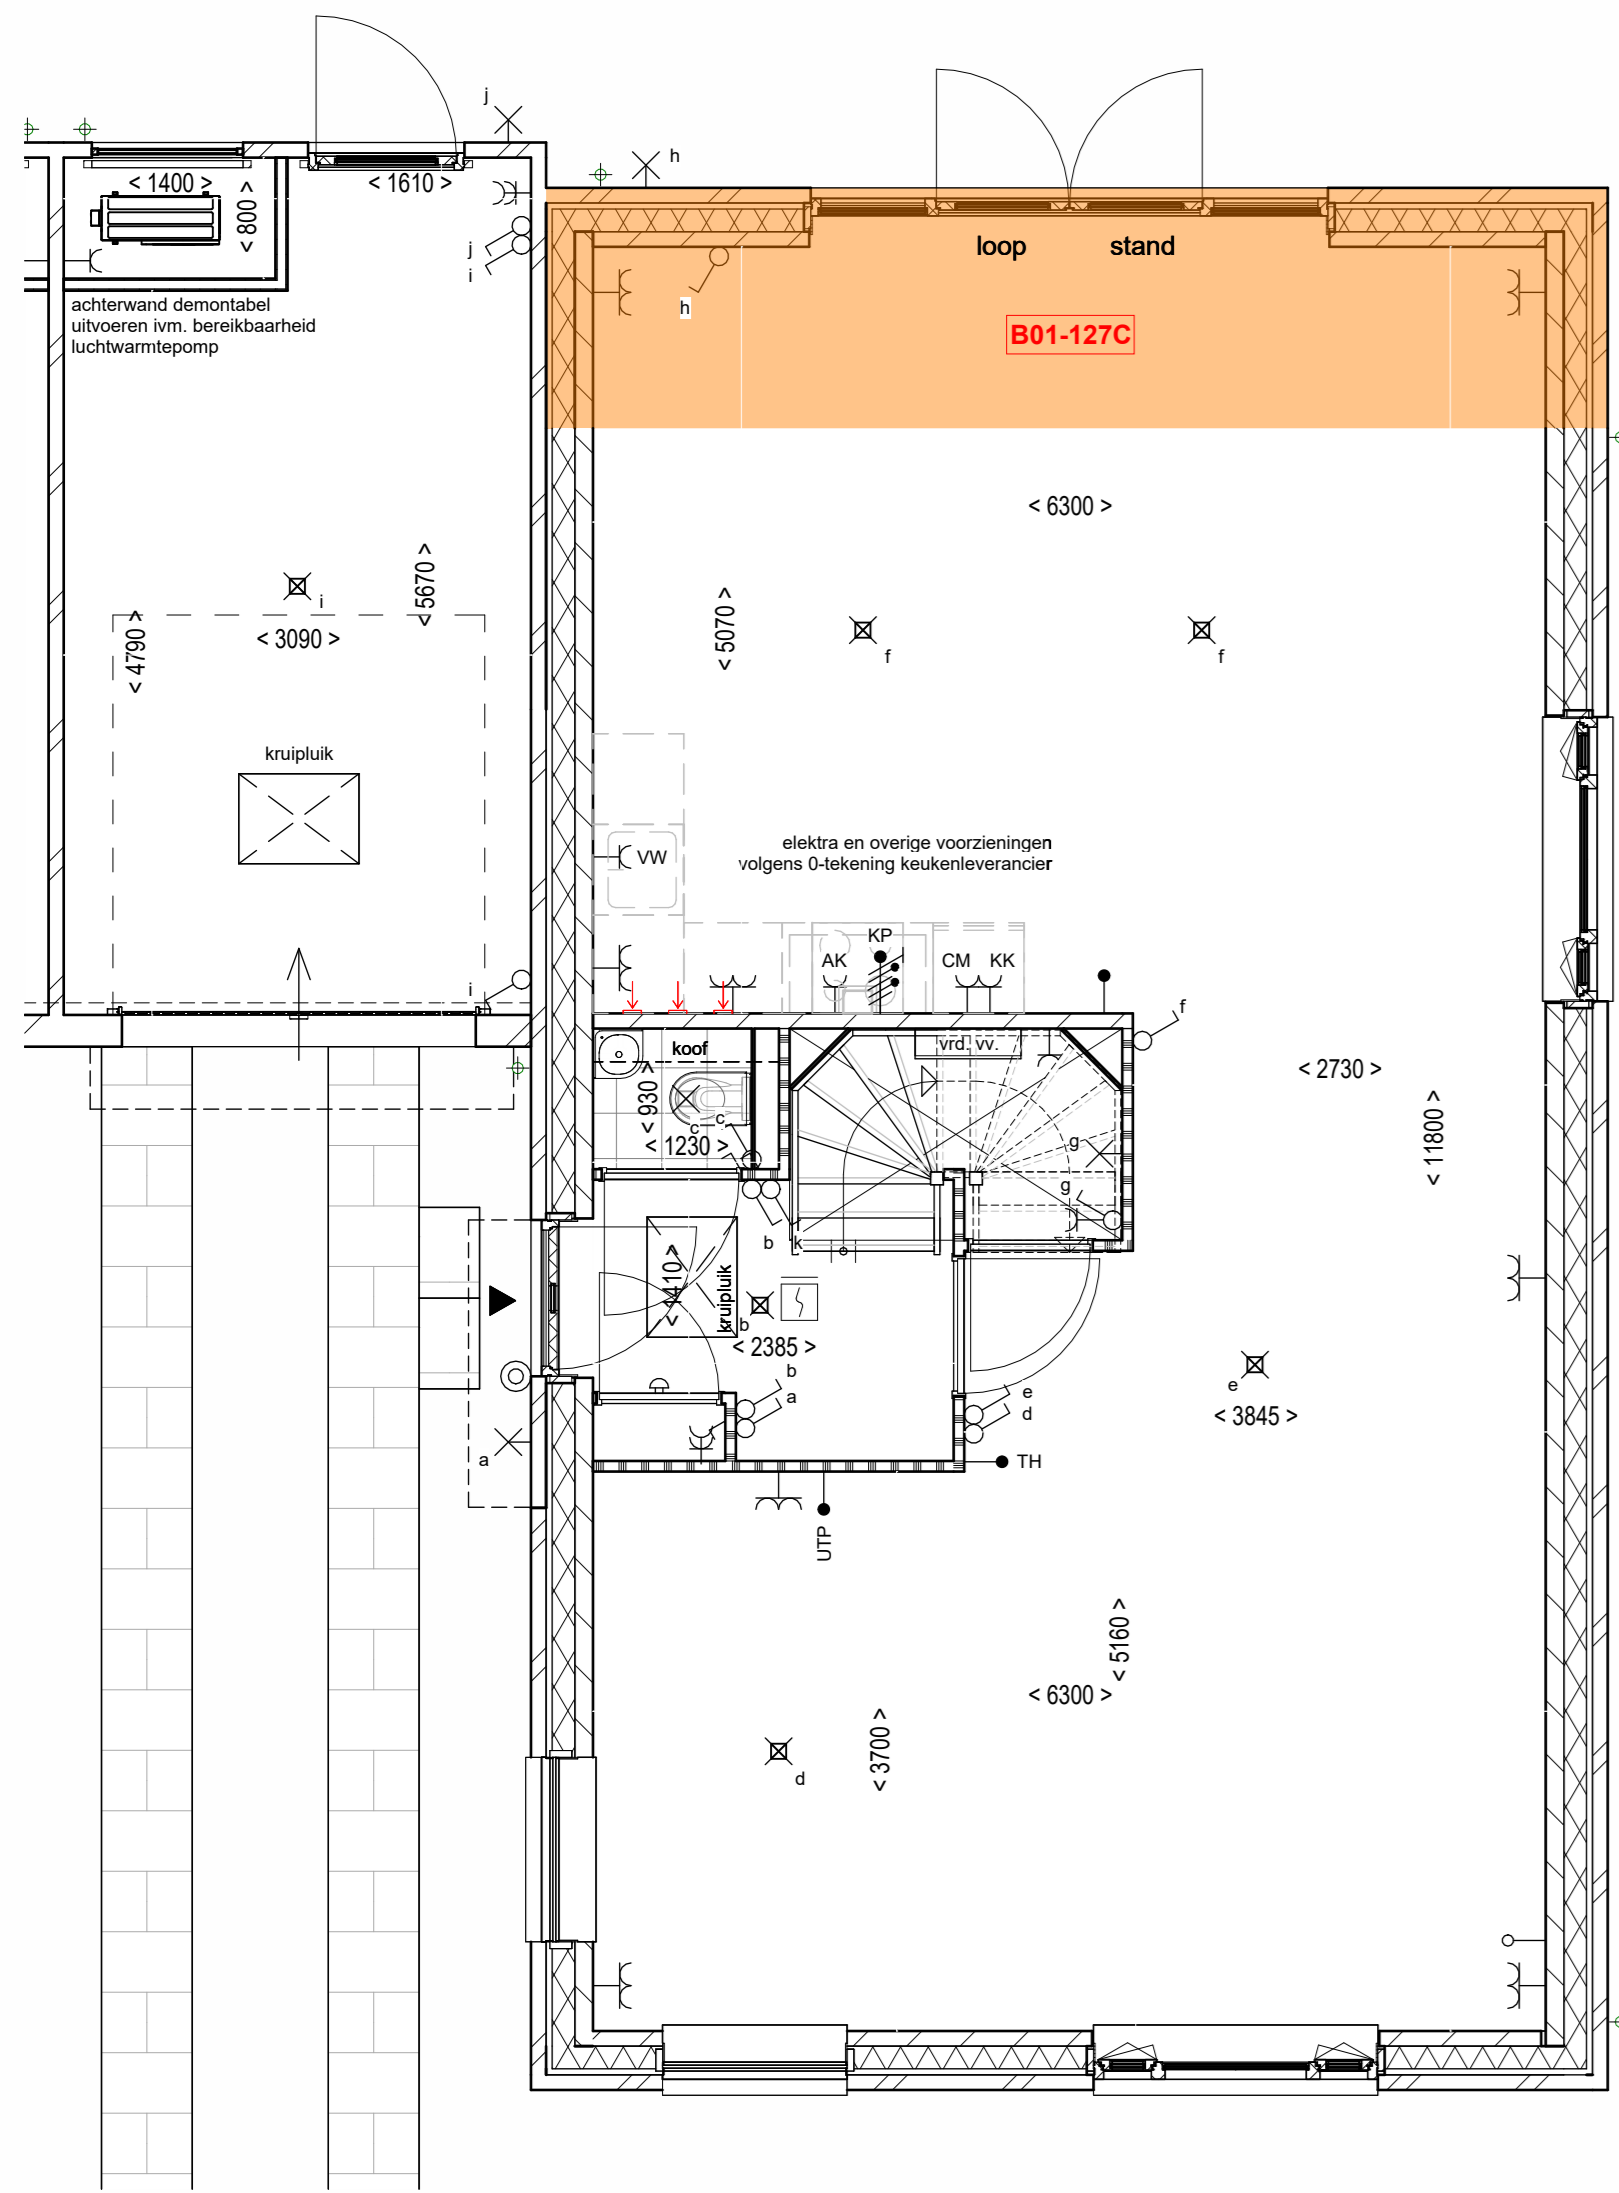 j
h
< 1400 >
< 800 >
< 1610 >
j
i
h
loop
stand
B01-127C
achterwand demontabel
uitvoeren ivm. bereikbaarheid
luchtwarmtepomp
< 6300 >
< 5670 >
i
< 4790 >
< 3090 >
< 5070 >
f
f
kruipluik
elektra en overige voorzieningen
volgens 0-tekening keukenleverancier
VW
KP
AK
CM
KK
i
f
koof
vrd. vv.
< 930 >
c
c
< 1230 >
< 2730 >
< 11800 >
g
g
b
k
< 1410 >
kruipluik
b
< 2385 >
b
a
e
d
e
< 3845 >
a
TH
UTP
< 5160 >
< 6300 >
< 3700 >
d